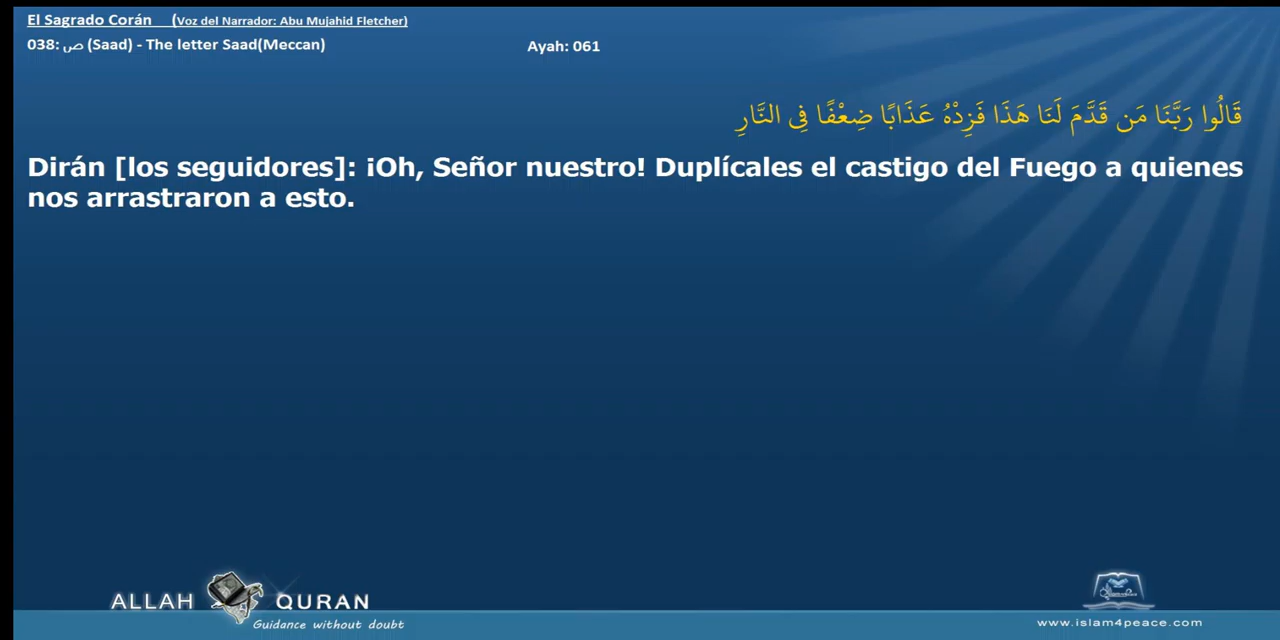 El Sagrado Corán (Voz del Narrador: Abu Mujahid Fletcher)
038: ص (Saad) - The letter Saad(Meccan) Ayah: 061
قَالُوا رَبَّنَا مَن قَدَّمَ لَنَا هَذَا فَزِدْهُ عَذَابًا ضِعْفًا فِي النَّارِ
Dirán [los seguidores]: ¡Oh, Señor nuestro! Duplícales el castigo del Fuego a quienes
nos arrastraron a esto.
ALLAH QURAN
Guidance without doubt
www.islam4peace.com